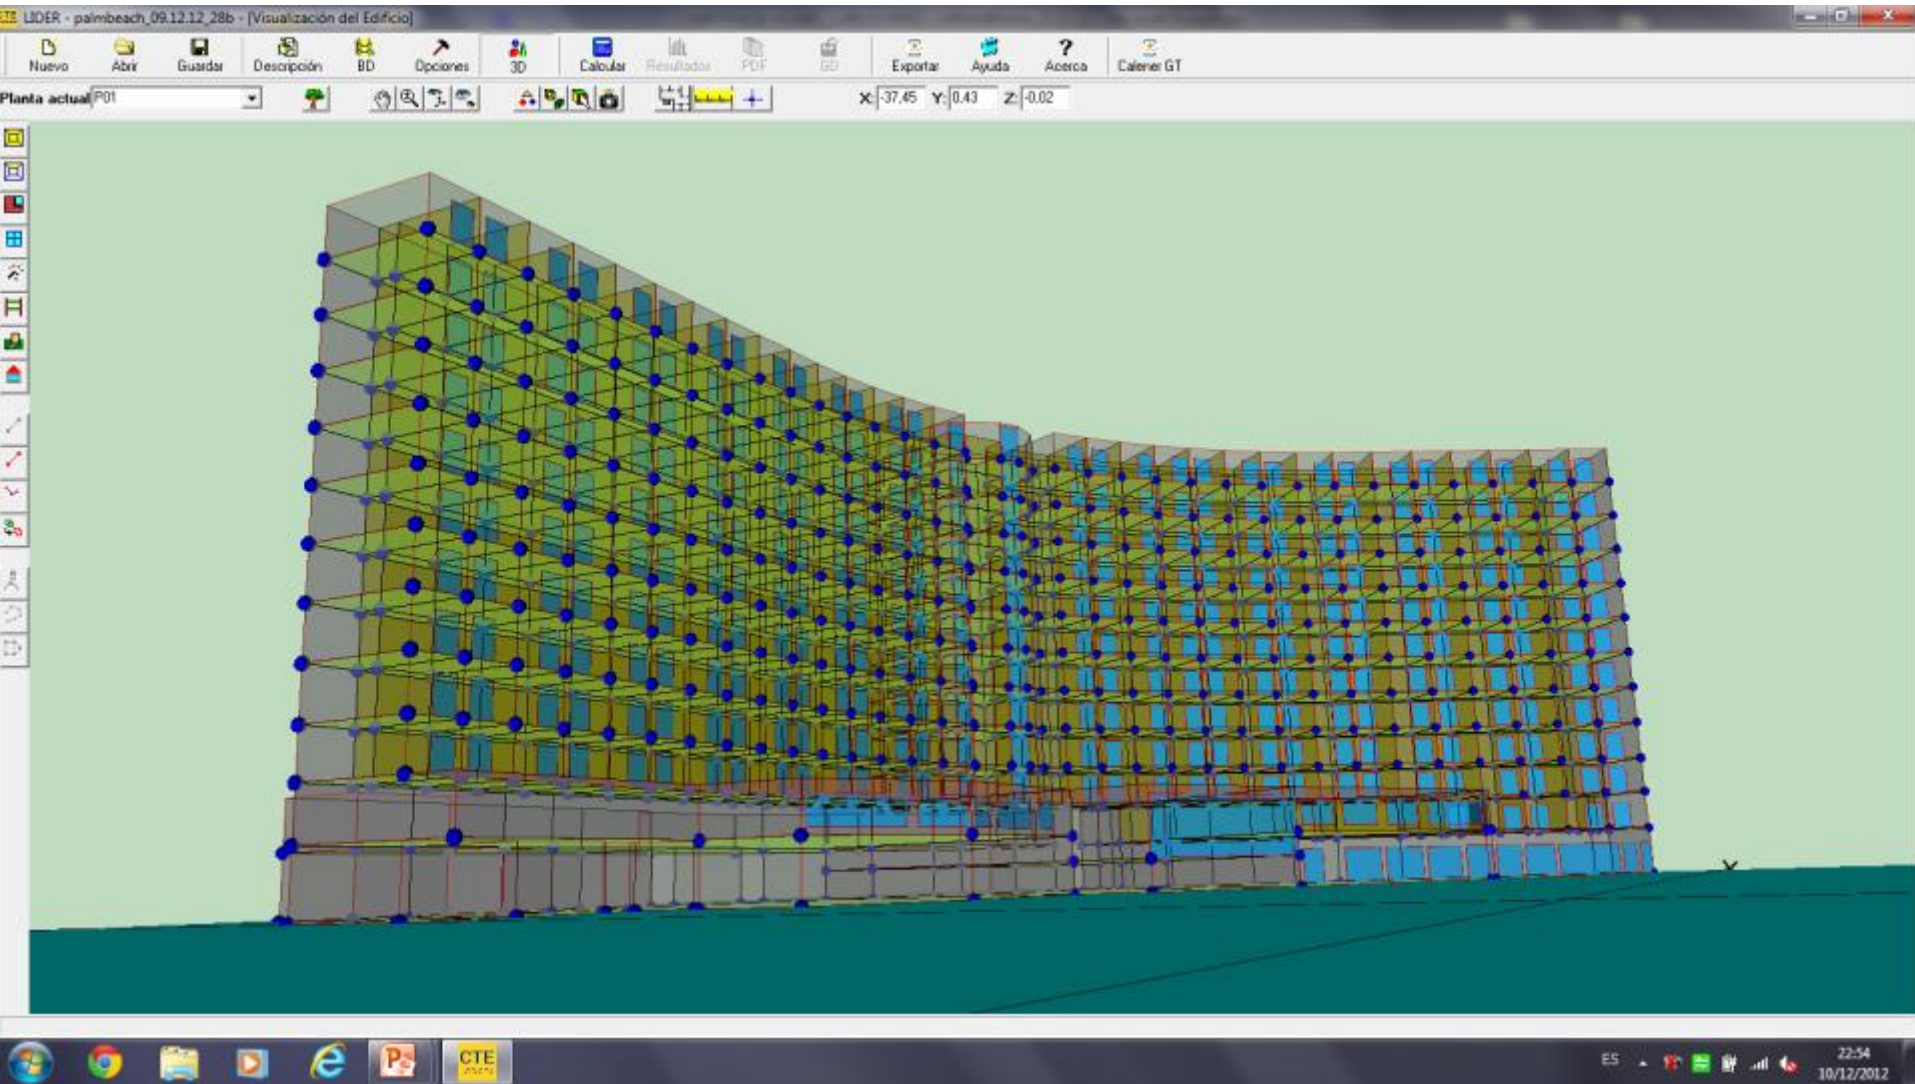 CTE LIDER - palmbeach_09.12.12_28b - [Visualización del Edificio]
Nuevo Abrir Guardar Descripción BD Opciones 3D Calcular Resultados PDF GD Exportar Ayuda Acerca Calener GT
Planta actual P01 X: -37,45 Y: 0.43 Z: -0.02
Y
CTE
ES 22:54
10/12/2012